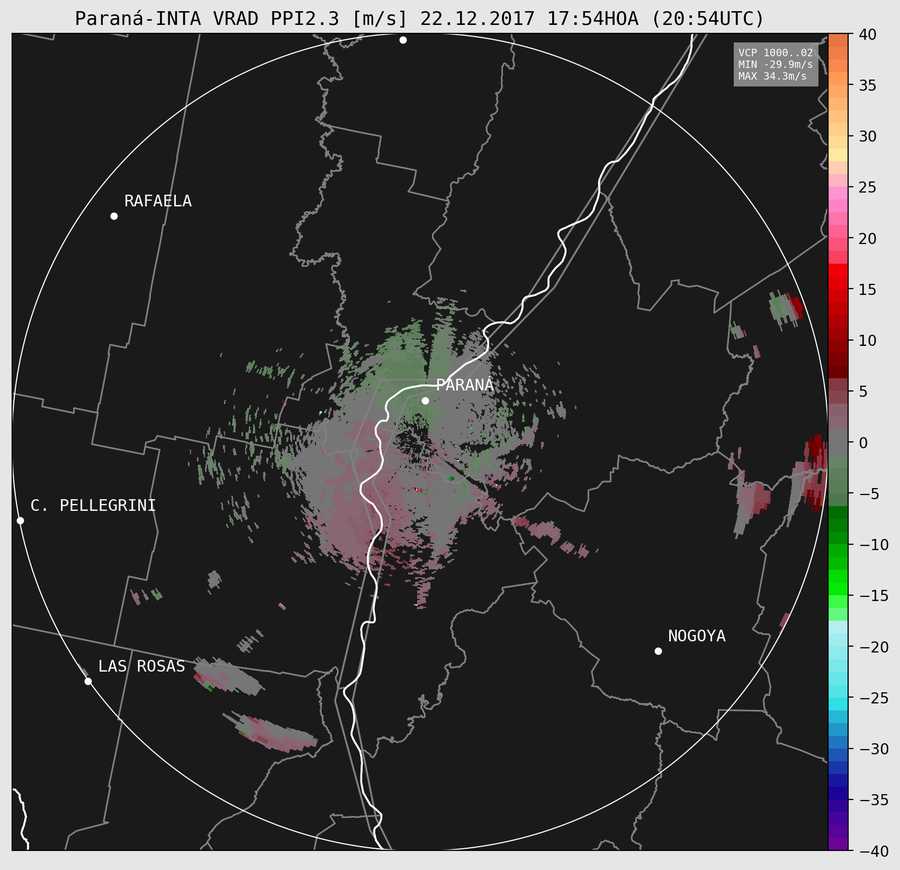 Paraná-INTA VRAD PPI2.3 [m/s] 22.12.2017 17:54HOA (20:54UTC)
VCP 1000..02
MIN -29.9m/s
MAX 34.3m/s
RAFAELA
PARANÁ
C. PELLEGRINI
NOGOYA
LAS ROSAS
40
35
30
25
20
15
10
5
0
−5
−10
−15
−20
−25
−30
−35
−40